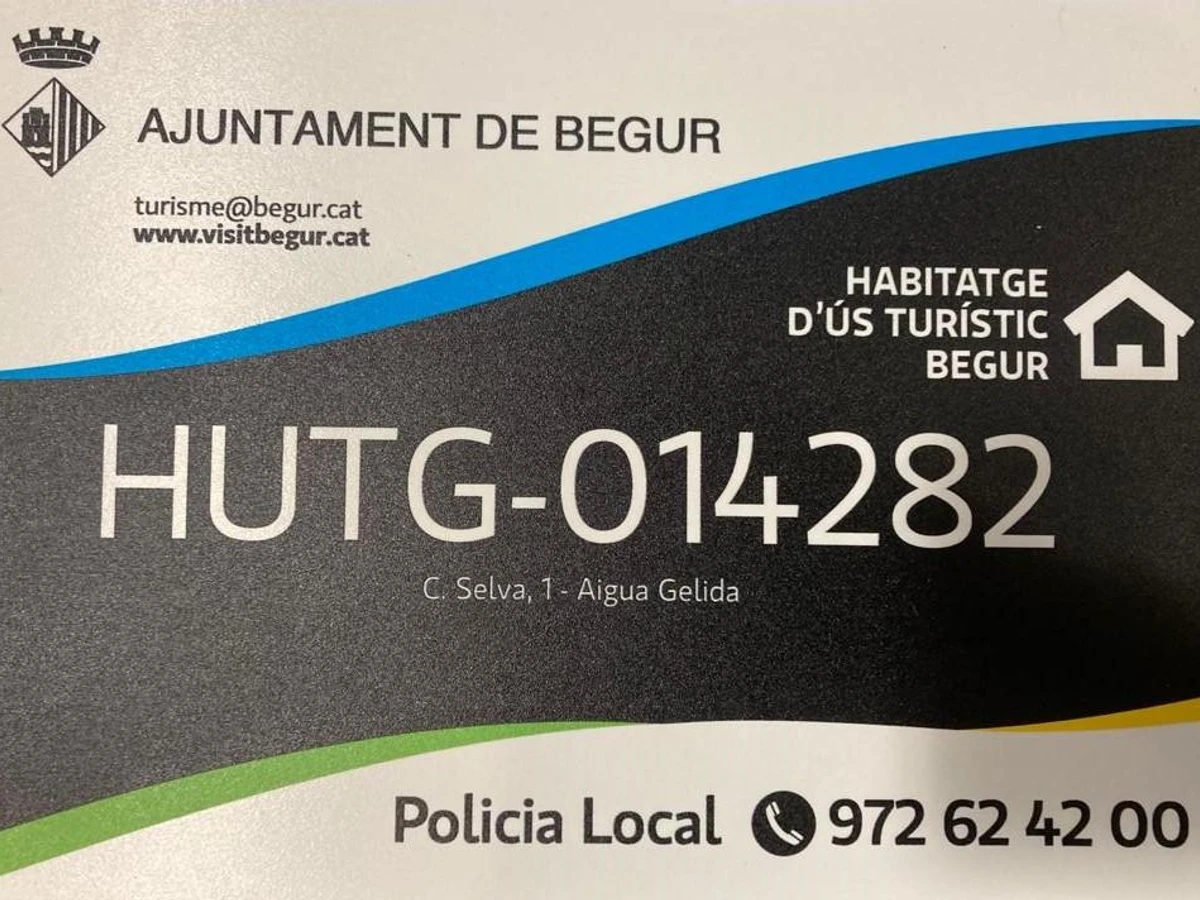 AJUNTAMENT DE BEGUR
turisme@begur.cat
www.visitbegur.cat
HABITATGE
D'ÚS TURÍSTIC
BEGUR
HUTG-014282
C. Selva, 1 - Aigua Gelida
Policia Local 972 62 42 00